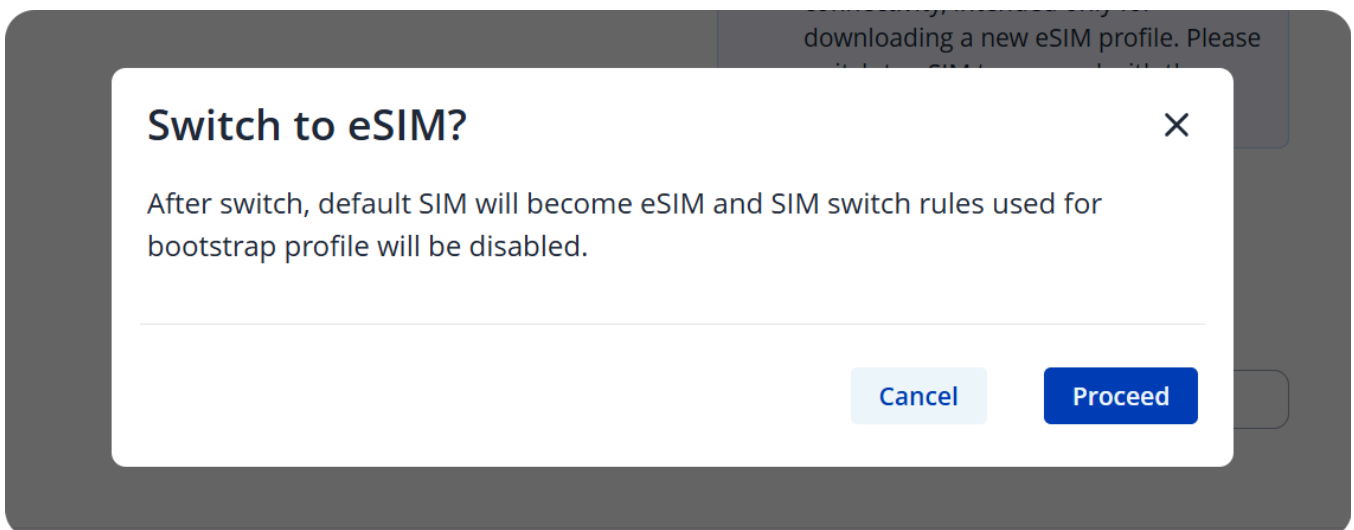 downloading a new eSIM profile. Please
Switch to eSIM?
After switch, default SIM will become eSIM and SIM switch rules used for
bootstrap profile will be disabled.
Cancel
Proceed